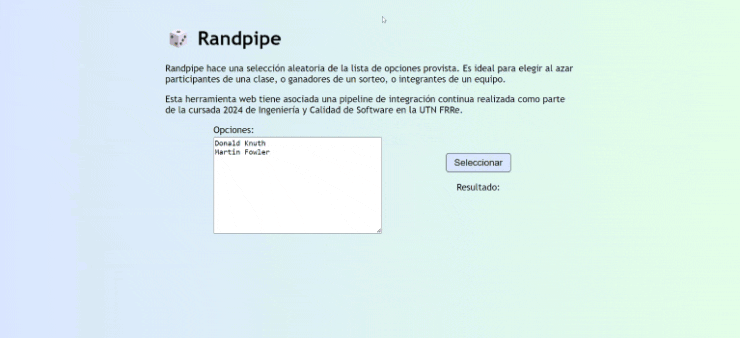 Randpipe
Randpipe hace una selección aleatoria de la lista de opciones provista. Es ideal para elegir al azar
participantes de una clase, o ganadores de un sorteo, o integrantes de un equipo.
Esta herramienta web tiene asociada una pipeline de integración continua realizada como parte
de la cursada 2024 de Ingeniería y Calidad de Software en la UTN FRRe.
Opciones:
Donald Knuth
Martin Fowler
Seleccionar
Resultado: